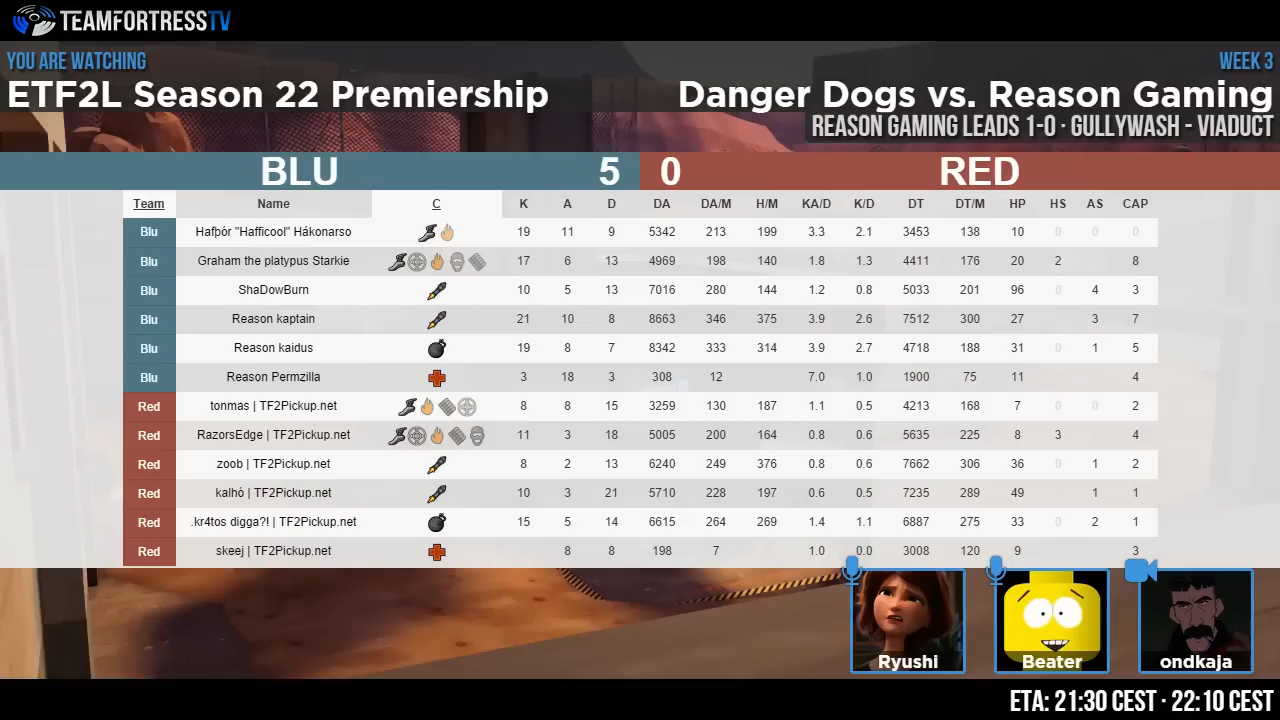 TEAMFORTRESSTV
YOU ARE WATCHING
WEEK 3
ETF2L Season 22 Premiership
Danger Dogs vs. Reason Gaming
REASON GAMING LEADS 1-0 · GULLYWASH - VIADUCT
BLU 5 0 RED
Team Name C K A D DA DA/M H/M KA/D K/D DT DT/M HP HS AS CAP
Blu Hafþór "Hafficool" Hákonarso 19 11 9 5342 213 199 3.3 2.1 3453 138 10 0 0 0
Blu Graham the platypus Starkie 17 6 13 4969 198 140 1.8 1.3 4411 176 20 2 8
Blu ShaDowBurn 10 5 13 7016 280 144 1.2 0.8 5033 201 96 0 4 3
Blu Reason kaptain 21 10 8 8663 346 375 3.9 2.6 7512 300 27 3 7
Blu Reason kaidus 19 8 7 8342 333 314 3.9 2.7 4718 188 31 0 1 5
Blu Reason Permzilla 3 18 3 308 12 7.0 1.0 1900 75 11 4
Red tonmas | TF2Pickup.net 8 8 15 3259 130 187 1.1 0.5 4213 168 7 0 0 2
Red RazorsEdge | TF2Pickup.net 11 3 18 5005 200 164 0.8 0.6 5635 225 8 3 4
Red zoob | TF2Pickup.net 8 2 13 6240 249 376 0.8 0.6 7662 306 36 0 1 2
Red kalhó | TF2Pickup.net 10 3 21 5710 228 197 0.6 0.5 7235 289 49 1 1
Red .kr4tos digga?! | TF2Pickup.net 15 5 14 6615 264 269 1.4 1.1 6887 275 33 0 2 1
Red skeej | TF2Pickup.net 8 8 198 7 1.0 0.0 3008 120 9 3
Ryushi
Beater
ondkaja
ETA: 21:30 CEST · 22:10 CEST